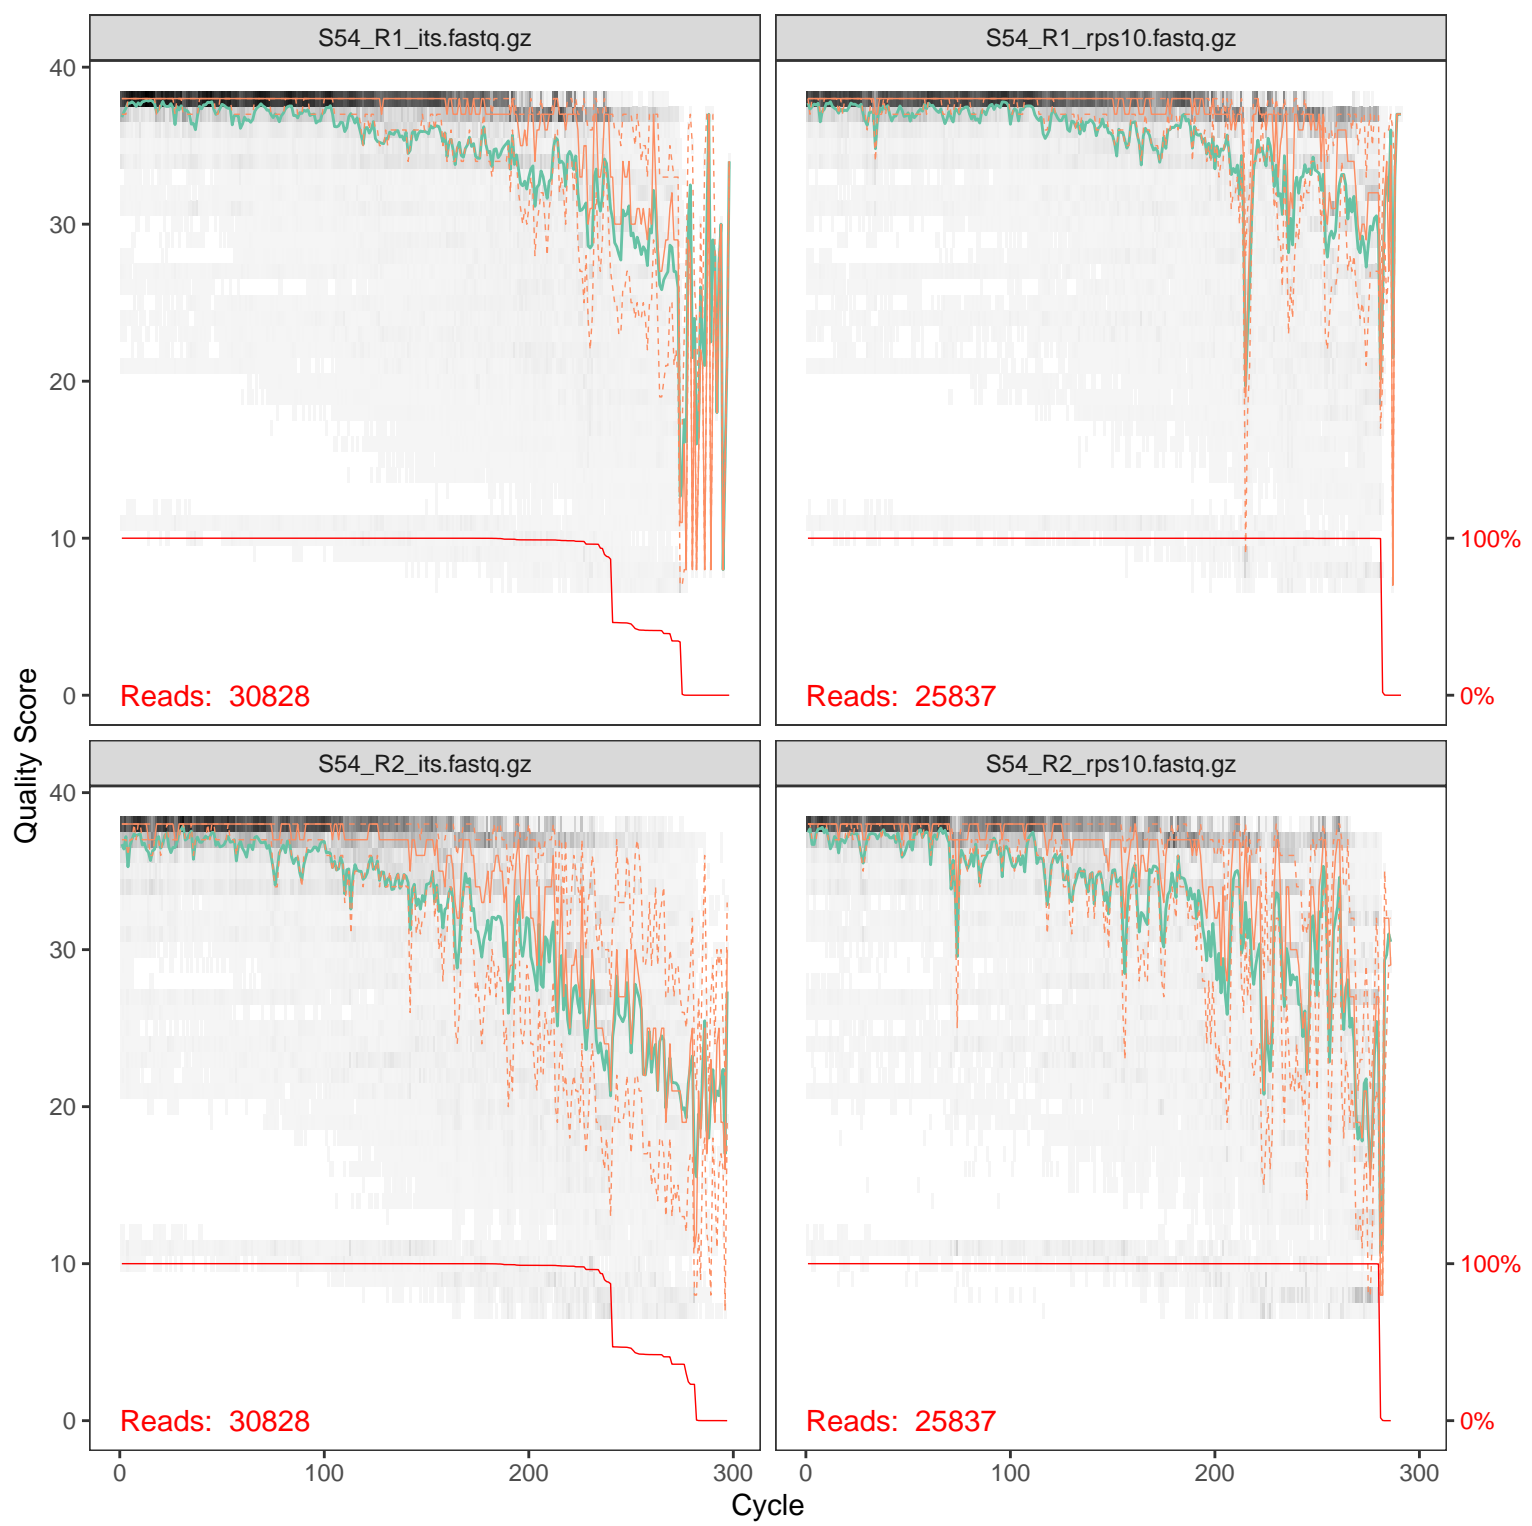 S54_R1_its.fastq.gz
S54_R1_rps10.fastq.gz
40
30
20
10
0
100%
0%
Reads: 30828
Reads: 25837
Quality Score
S54_R2_its.fastq.gz
S54_R2_rps10.fastq.gz
40
30
20
10
0
100%
0%
Reads: 30828
Reads: 25837
0 100 200 300
0 100 200 300
Cycle